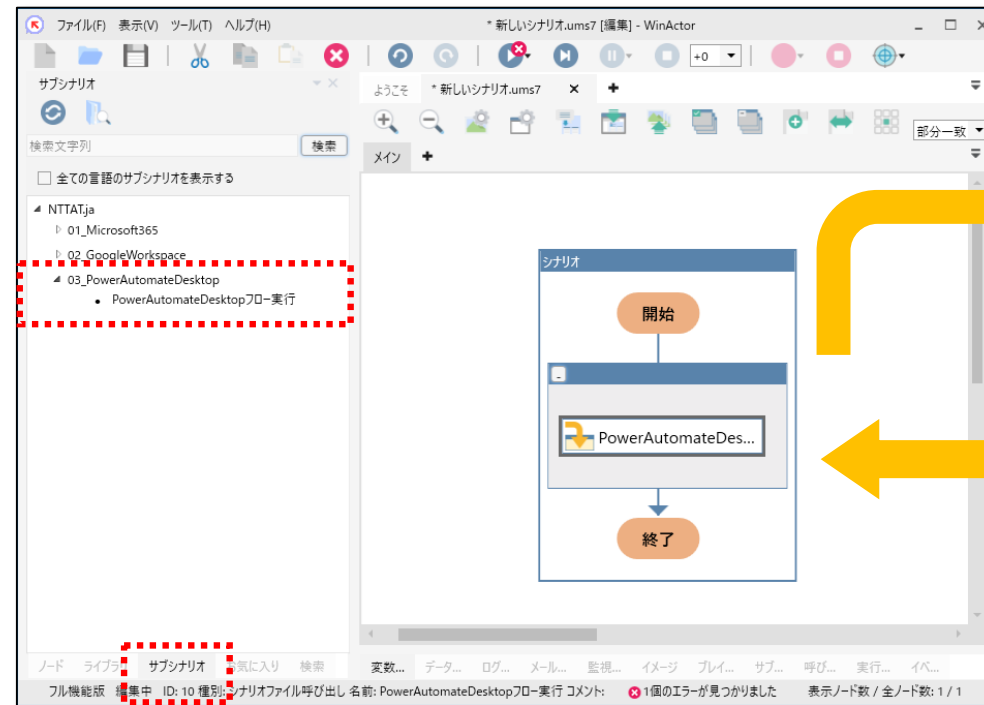 ファイル(F) 表示(V) ツール(T) ヘルプ(H) * 新しいシナリオ.ums7 [編集] - WinActor
+0
サブシナリオ
ようこそ * 新しいシナリオ.ums7
検索文字列 検索
部分一致
メイン
全ての言語のサブシナリオを表示する
NTTAT.ja
01_Microsoft365
02_GoogleWorkspace
03_PowerAutomateDesktop
PowerAutomateDesktopフロー実行
シナリオ
開始
PowerAutomateDes...
終了
ノード ライブラリ サブシナリオ お気に入り 検索 変数... データ... ログ... メール... 監視... イメージ プレイ... サブ... 呼び... 実行... イベ...
フル機能版 編集中 ID: 10 種別: シナリオファイル呼び出し 名前: PowerAutomateDesktopフロー実行 コメント: 1個のエラーが見つかりました 表示ノード数 / 全ノード数: 1 / 1